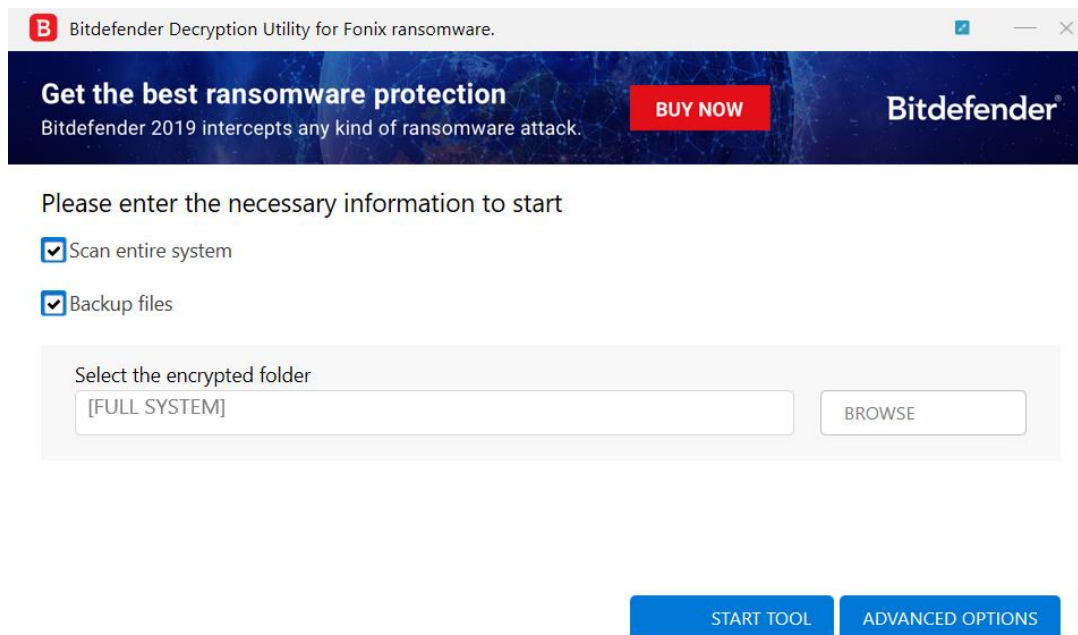 B Bitdefender Decryption Utility for Fonix ransomware.
Get the best ransomware protection
Bitdefender 2019 intercepts any kind of ransomware attack.
BUY NOW
Bitdefender®
Please enter the necessary information to start
Scan entire system
Backup files
Select the encrypted folder
[FULL SYSTEM]
BROWSE
START TOOL
ADVANCED OPTIONS